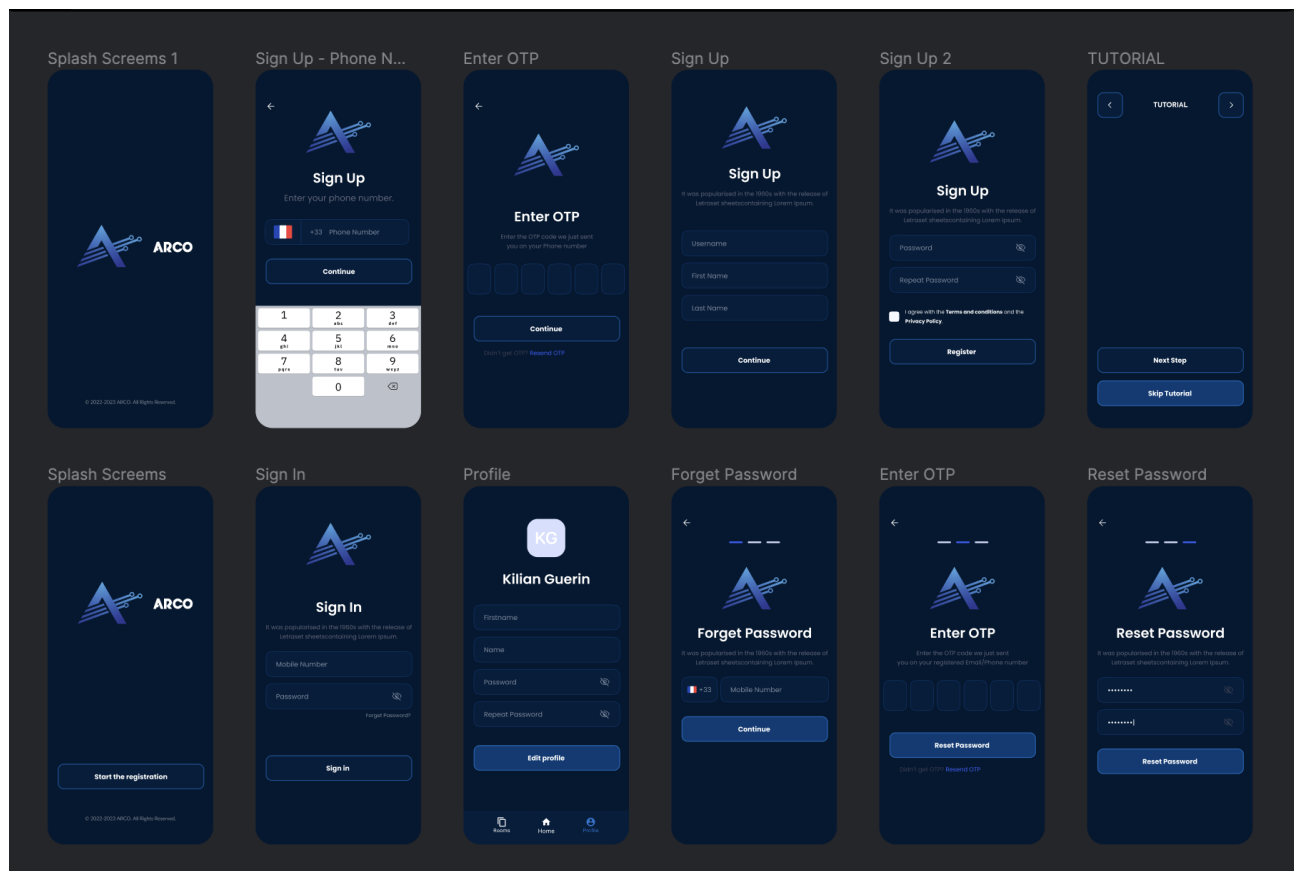 Splash Screems 1
ARCO
© 2022-2023 ARCO. All Rights Reserved.
Sign Up - Phone N...
Sign Up
Enter your phone number.
+33 Phone Number
Continue
1
2
abc
3
def
4
ghi
5
jkl
6
mno
7
pqrs
8
tuv
9
wxyz
0
Enter OTP
Enter OTP
Enter the OTP code we just sent
you on your Phone number
Continue
Didn't get OTP? Resend OTP
Sign Up
Sign Up
It was popularised in the 1960s with the release of
Letraset sheetscontaining Lorem Ipsum.
Username
First Name
Last Name
Continue
Sign Up 2
Sign Up
It was popularised in the 1960s with the release of
Letraset sheetscontaining Lorem Ipsum.
Password
Repeat Password
I agree with the Terms and conditions and the
Privacy Policy.
Register
TUTORIAL
TUTORIAL
Next Step
Skip Tutorial
Splash Screems
ARCO
Start the registration
© 2022-2023 ARCO. All Rights Reserved.
Sign In
Sign In
It was popularised in the 1960s with the release of
Letraset sheetscontaining Lorem Ipsum.
Mobile Number
Password
Forget Password?
Sign in
Profile
KG
Kilian Guerin
Firstname
Name
Password
Repeat Password
Edit profile
Rooms
Home
Profile
Forget Password
Forget Password
It was popularised in the 1960s with the release of
Letraset sheetscontaining Lorem Ipsum.
+33 Mobile Number
Continue
Enter OTP
Enter OTP
Enter the OTP code we just sent
you on your registered Email/Phone number
Reset Password
Didn't get OTP? Resend OTP
Reset Password
Reset Password
It was popularised in the 1960s with the release of
Letraset sheetscontaining Lorem Ipsum.
Reset Password